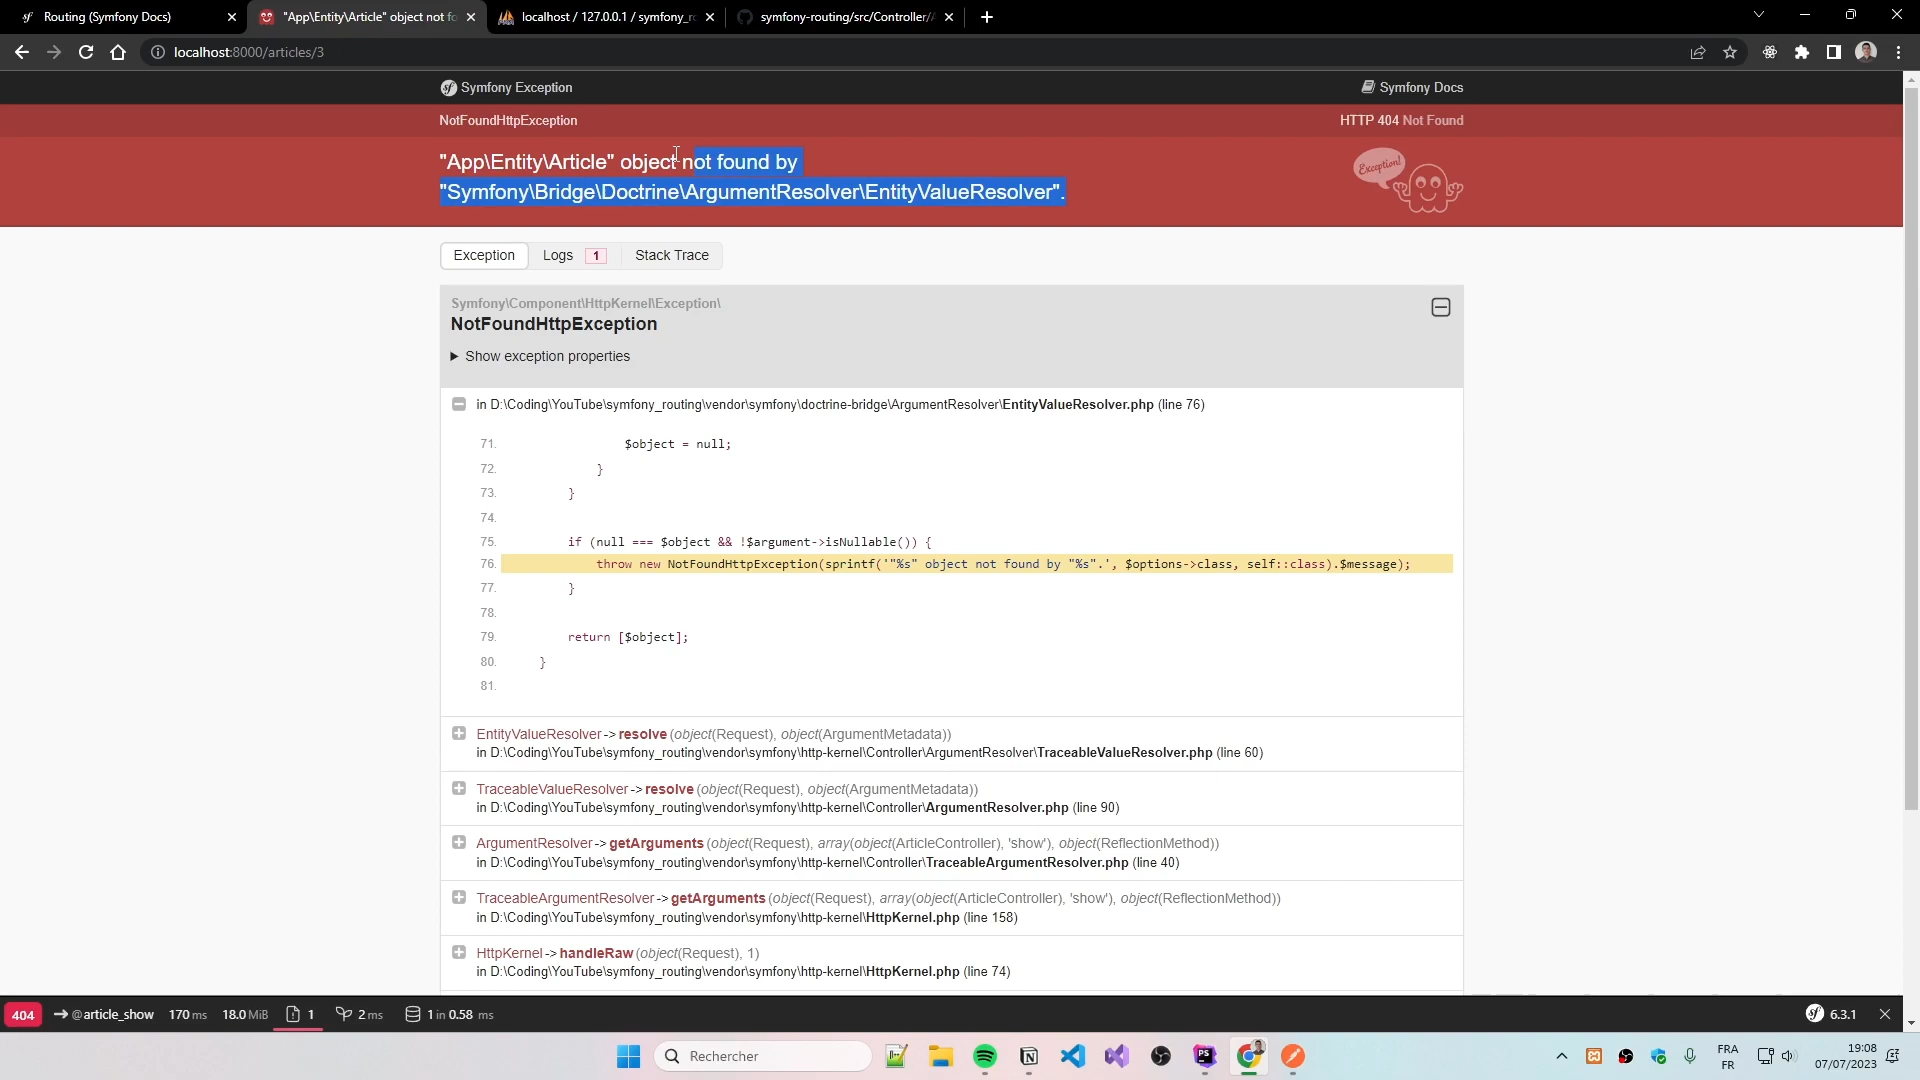 Routing (Symfony Docs)
"App\Entity\Article" object not fo
localhost / 127.0.0.1 / symfony_r
symfony-routing/src/Controller/
localhost:8000/articles/3
Symfony Exception
Symfony Docs
NotFoundHttpException
HTTP 404 Not Found
"App\Entity\Article" object not found by
"Symfony\Bridge\Doctrine\ArgumentResolver\EntityValueResolver".
Exception!
Exception
Logs 1
Stack Trace
Symfony\Component\HttpKernel\Exception\
NotFoundHttpException
Show exception properties
in D:\Coding\YouTube\symfony_routing\vendor\symfony\doctrine-bridge\ArgumentResolver\EntityValueResolver.php (line 76)
71. $object = null;
72. }
73. }
74.
75. if (null === $object && !$argument->isNullable()) {
76. throw new NotFoundHttpException(sprintf('"%s" object not found by "%s".', $options->class, self::class).$message);
77. }
78.
79. return [$object];
80. }
81.
EntityValueResolver->resolve(object(Request), object(ArgumentMetadata))
in D:\Coding\YouTube\symfony_routing\vendor\symfony\http-kernel\Controller\ArgumentResolver\TraceableValueResolver.php (line 60)
TraceableValueResolver->resolve(object(Request), object(ArgumentMetadata))
in D:\Coding\YouTube\symfony_routing\vendor\symfony\http-kernel\Controller\ArgumentResolver.php (line 90)
ArgumentResolver->getArguments(object(Request), array(object(ArticleController), 'show'), object(ReflectionMethod))
in D:\Coding\YouTube\symfony_routing\vendor\symfony\http-kernel\Controller\TraceableArgumentResolver.php (line 40)
TraceableArgumentResolver->getArguments(object(Request), array(object(ArticleController), 'show'), object(ReflectionMethod))
in D:\Coding\YouTube\symfony_routing\vendor\symfony\http-kernel\HttpKernel.php (line 158)
HttpKernel->handleRaw(object(Request), 1)
in D:\Coding\YouTube\symfony_routing\vendor\symfony\http-kernel\HttpKernel.php (line 74)
404
@article_show
170 ms
18.0 MiB
1
2 ms
1 in 0.58 ms
6.3.1
Rechercher
FRA
FR
19:08
07/07/2023